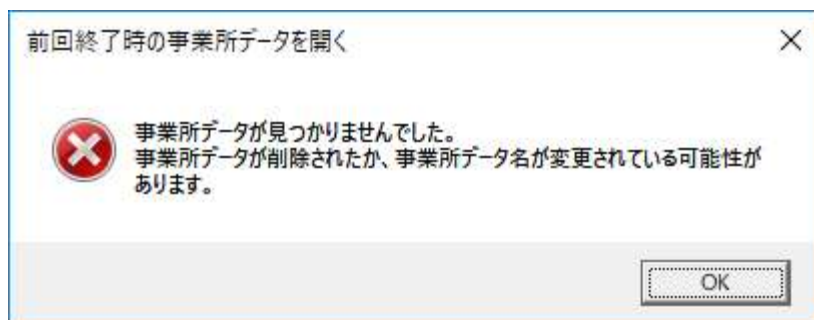 前回終了時の事業所データを開く
事業所データが見つかりませんでした。
事業所データが削除されたか、事業所データ名が変更されている可能性が
あります。
OK